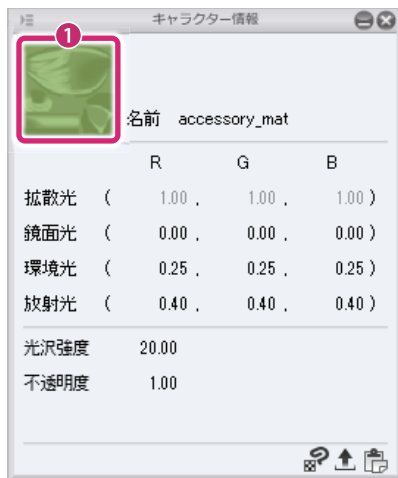 キャラクター情報
1
名前 accessory_mat
R G B
拡散光 ( 1.00 , 1.00 , 1.00 )
鏡面光 ( 0.00 , 0.00 , 0.00 )
環境光 ( 0.25 , 0.25 , 0.25 )
放射光 ( 0.40 , 0.40 , 0.40 )
光沢強度 20.00
不透明度 1.00